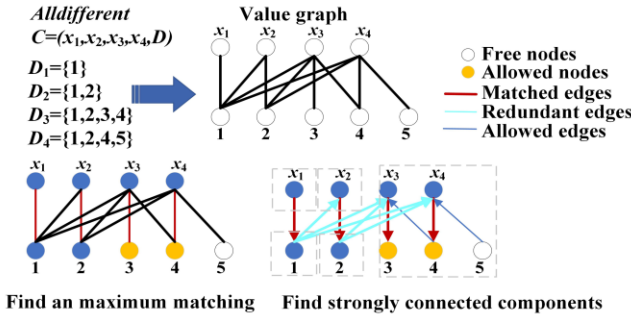 Alldifferent
C=(x₁,x₂,x₃,x₄,D)
D₁={1}
D₂={1,2}
D₃={1,2,3,4}
D₄={1,2,4,5}
Value graph
x₁ x₂ x₃ x₄
1 2 3 4 5
Free nodes
Allowed nodes
Matched edges
Redundant edges
Allowed edges
x₁ x₂ x₃ x₄
1 2 3 4 5
Find an maximum matching
x₁ x₂ x₃ x₄
1 2 3 4 5
Find strongly connected components